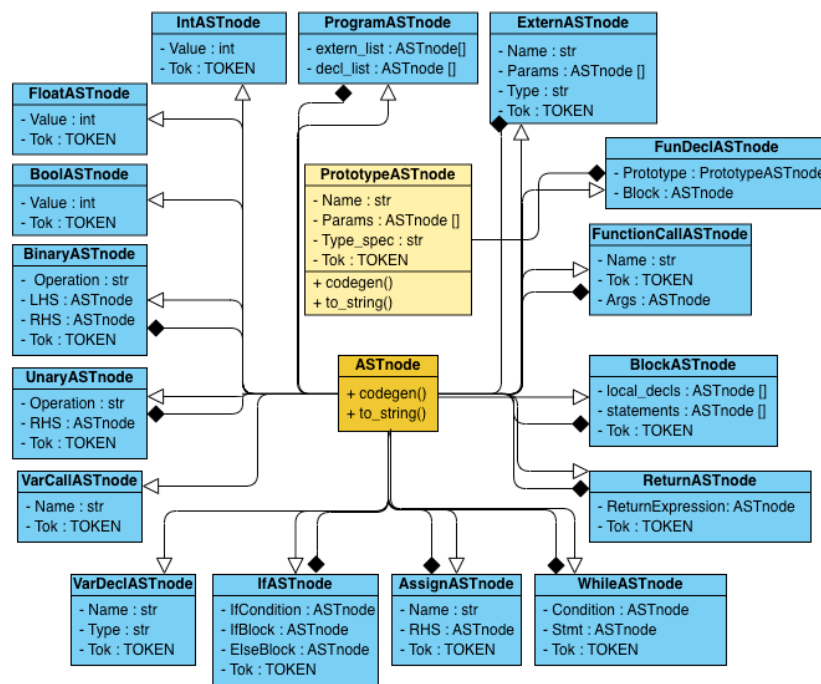 IntASTnode
- Value : int
- Tok : TOKEN
ProgramASTnode
- extern_list : ASTnode[]
- decl_list : ASTnode []
ExternASTnode
- Name : str
- Params : ASTnode []
- Type : str
- Tok : TOKEN
FloatASTnode
- Value : int
- Tok : TOKEN
FunDeclASTnode
- Prototype : PrototypeASTnode
- Block : ASTnode
BoolASTnode
- Value : int
- Tok : TOKEN
PrototypeASTnode
- Name : str
- Params : ASTnode []
- Type_spec : str
- Tok : TOKEN
+ codegen()
+ to_string()
FunctionCallASTnode
- Name : str
- Tok : TOKEN
- Args : ASTnode
BinaryASTnode
- Operation : str
- LHS : ASTnode
- RHS : ASTnode
- Tok : TOKEN
ASTnode
+ codegen()
+ to_string()
BlockASTnode
- local_decls : ASTnode []
- statements : ASTnode []
- Tok : TOKEN
UnaryASTnode
- Operation : str
- RHS : ASTnode
- Tok : TOKEN
VarCallASTnode
- Name : str
- Tok : TOKEN
ReturnASTnode
- ReturnExpression: ASTnode
- Tok : TOKEN
VarDeclASTnode
- Name : str
- Type : str
- Tok : TOKEN
IfASTnode
- IfCondition : ASTnode
- IfBlock : ASTnode
- ElseBlock : ASTnode
- Tok : TOKEN
AssignASTnode
- Name : str
- RHS : ASTnode
- Tok : TOKEN
WhileASTnode
- Condition : ASTnode
- Stmt : ASTnode
- Tok : TOKEN